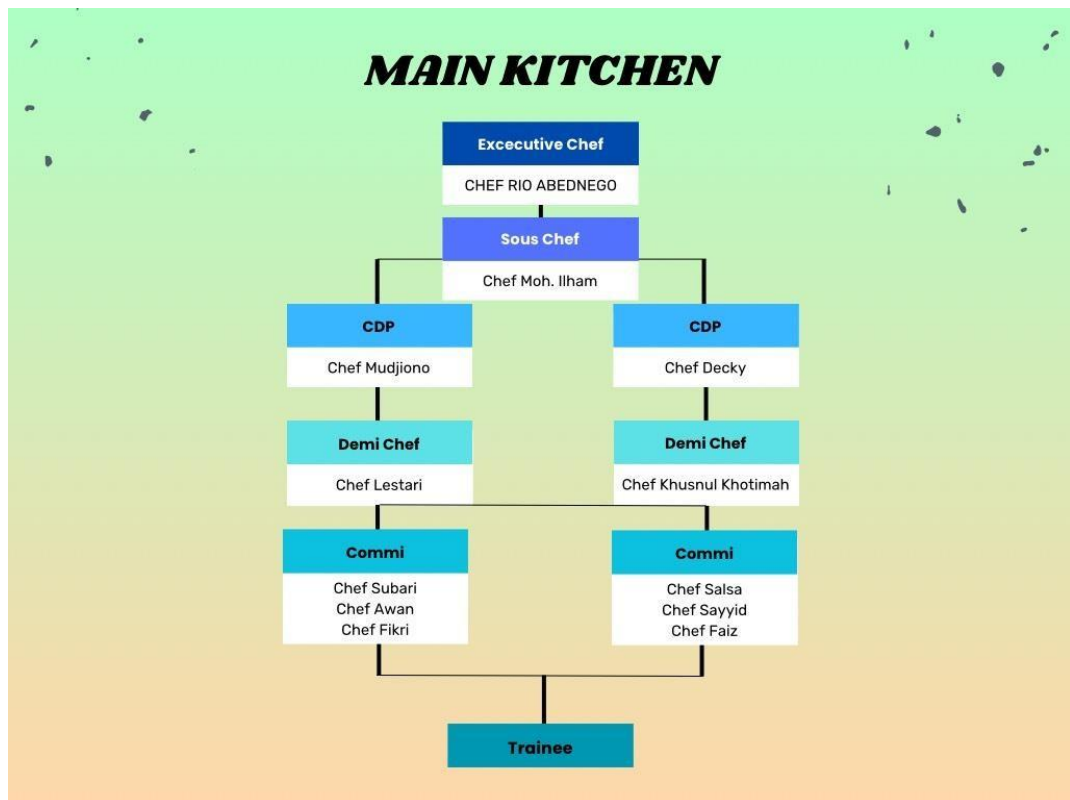 MAIN KITCHEN
Excecutive Chef
CHEF RIO ABEDNEGO
Sous Chef
Chef Moh. Ilham
CDP
Chef Mudjiono
CDP
Chef Decky
Demi Chef
Chef Lestari
Demi Chef
Chef Khusnul Khotimah
Commi
Chef Subari
Chef Awan
Chef Fikri
Commi
Chef Salsa
Chef Sayyid
Chef Faiz
Trainee